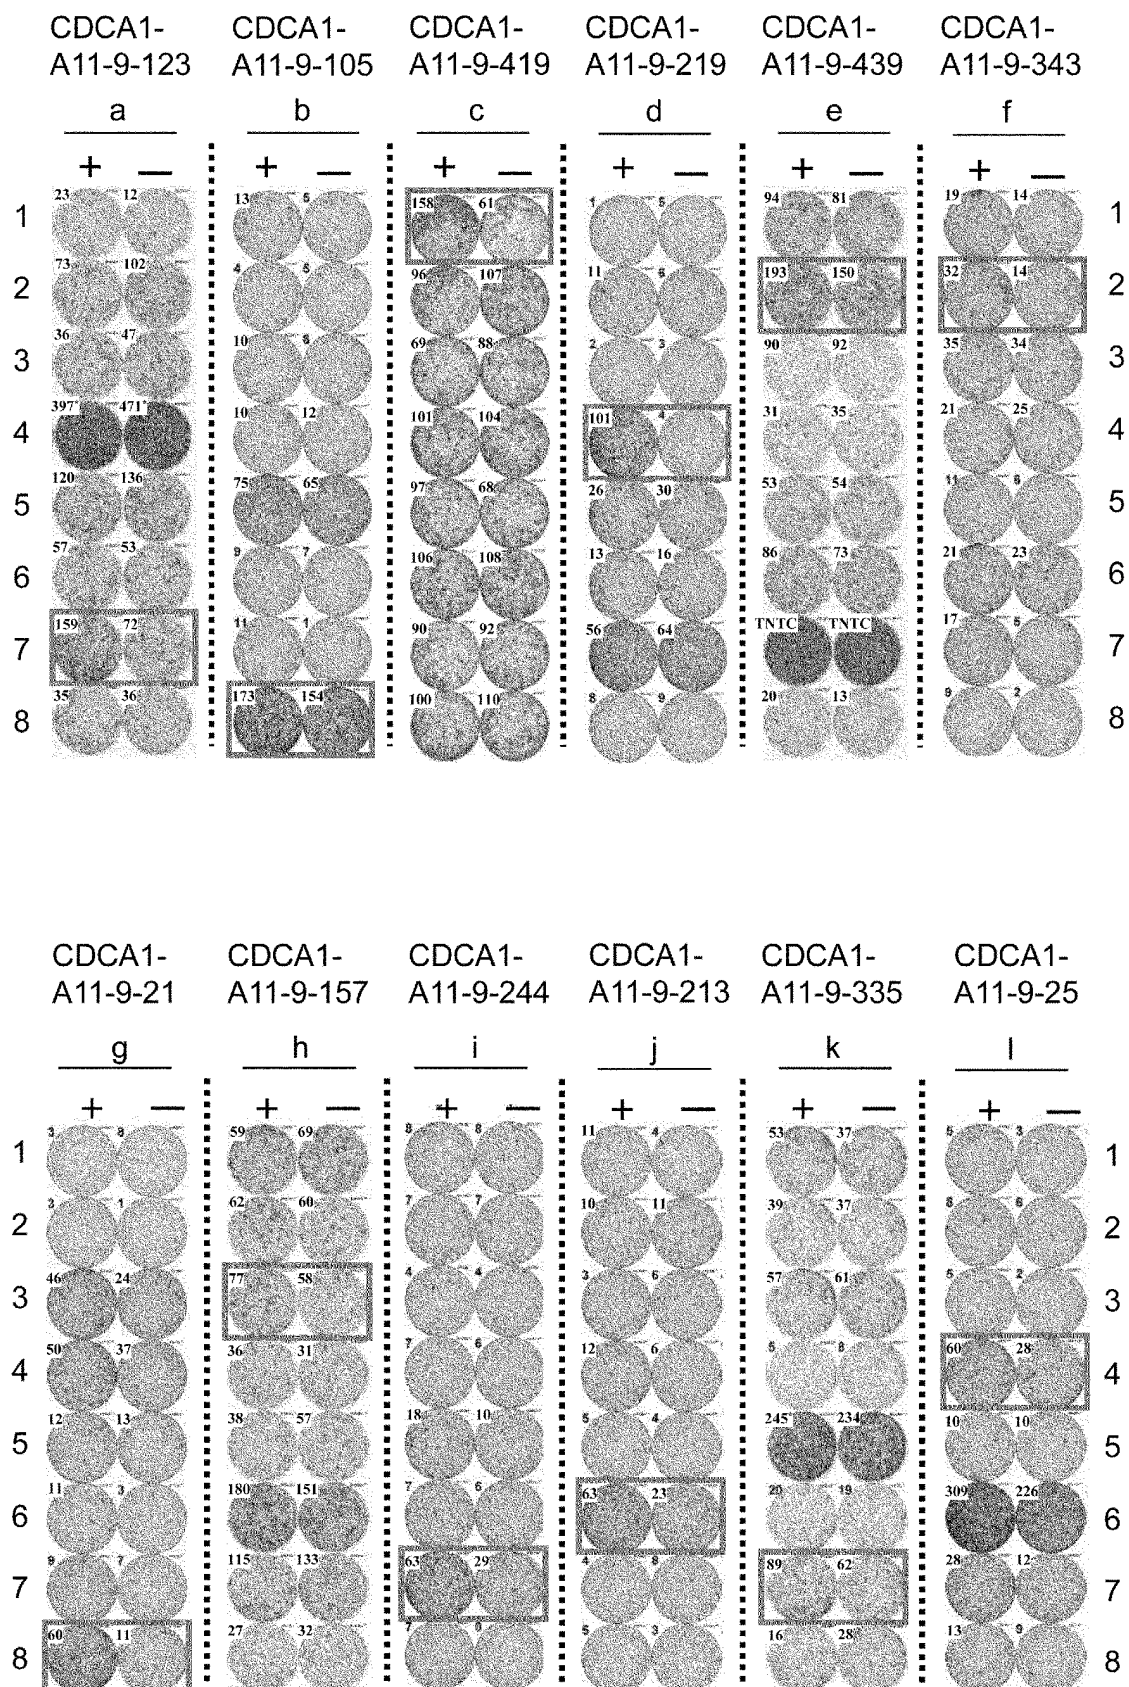 CDCA1- CDCA1- CDCA1- CDCA1- CDCA1- CDCA1-
A11-9-123 A11-9-105 A11-9-419 A11-9-219 A11-9-439 A11-9-343
a b c d e f
+ — + — + — + — + — + —
1 23 12 13 5 158 61 1 5 94 81 19 14 1
2 73 102 4 5 96 107 11 6 193 150 32 14 2
3 36 47 10 6 69 88 2 3 90 92 35 34 3
4 397* 471* 10 12 101 104 101 4 31 35 21 25 4
5 120 136 75 65 97 68 26 30 53 54 11 6 5
6 57 53 9 7 106 108 13 16 86 73 21 23 6
7 159 72 11 1 90 92 56 64 TNTC TNTC 17 5 7
8 35 36 173 154 100 110 8 9 20 13 9 2 8
CDCA1- CDCA1- CDCA1- CDCA1- CDCA1- CDCA1-
A11-9-21 A11-9-157 A11-9-244 A11-9-213 A11-9-335 A11-9-25
g h i j k l
+ — + — + — + — + — + —
1 3 8 59 69 8 8 11 4 53 37 5 3 1
2 3 1 62 60 7 7 10 11 39 37 8 6 2
3 46 24 77 58 4 4 3 6 57 61 5 2 3
4 50 37 36 31 7 6 12 6 5 8 60 28 4
5 12 13 38 57 18 10 5 4 245 234 10 10 5
6 11 3 180 151 7 6 63 23 20 19 309 226 6
7 9 7 115 133 63 29 4 8 89 62 28 12 7
8 60 11 27 32 7 5 3 16 28 13 9 8